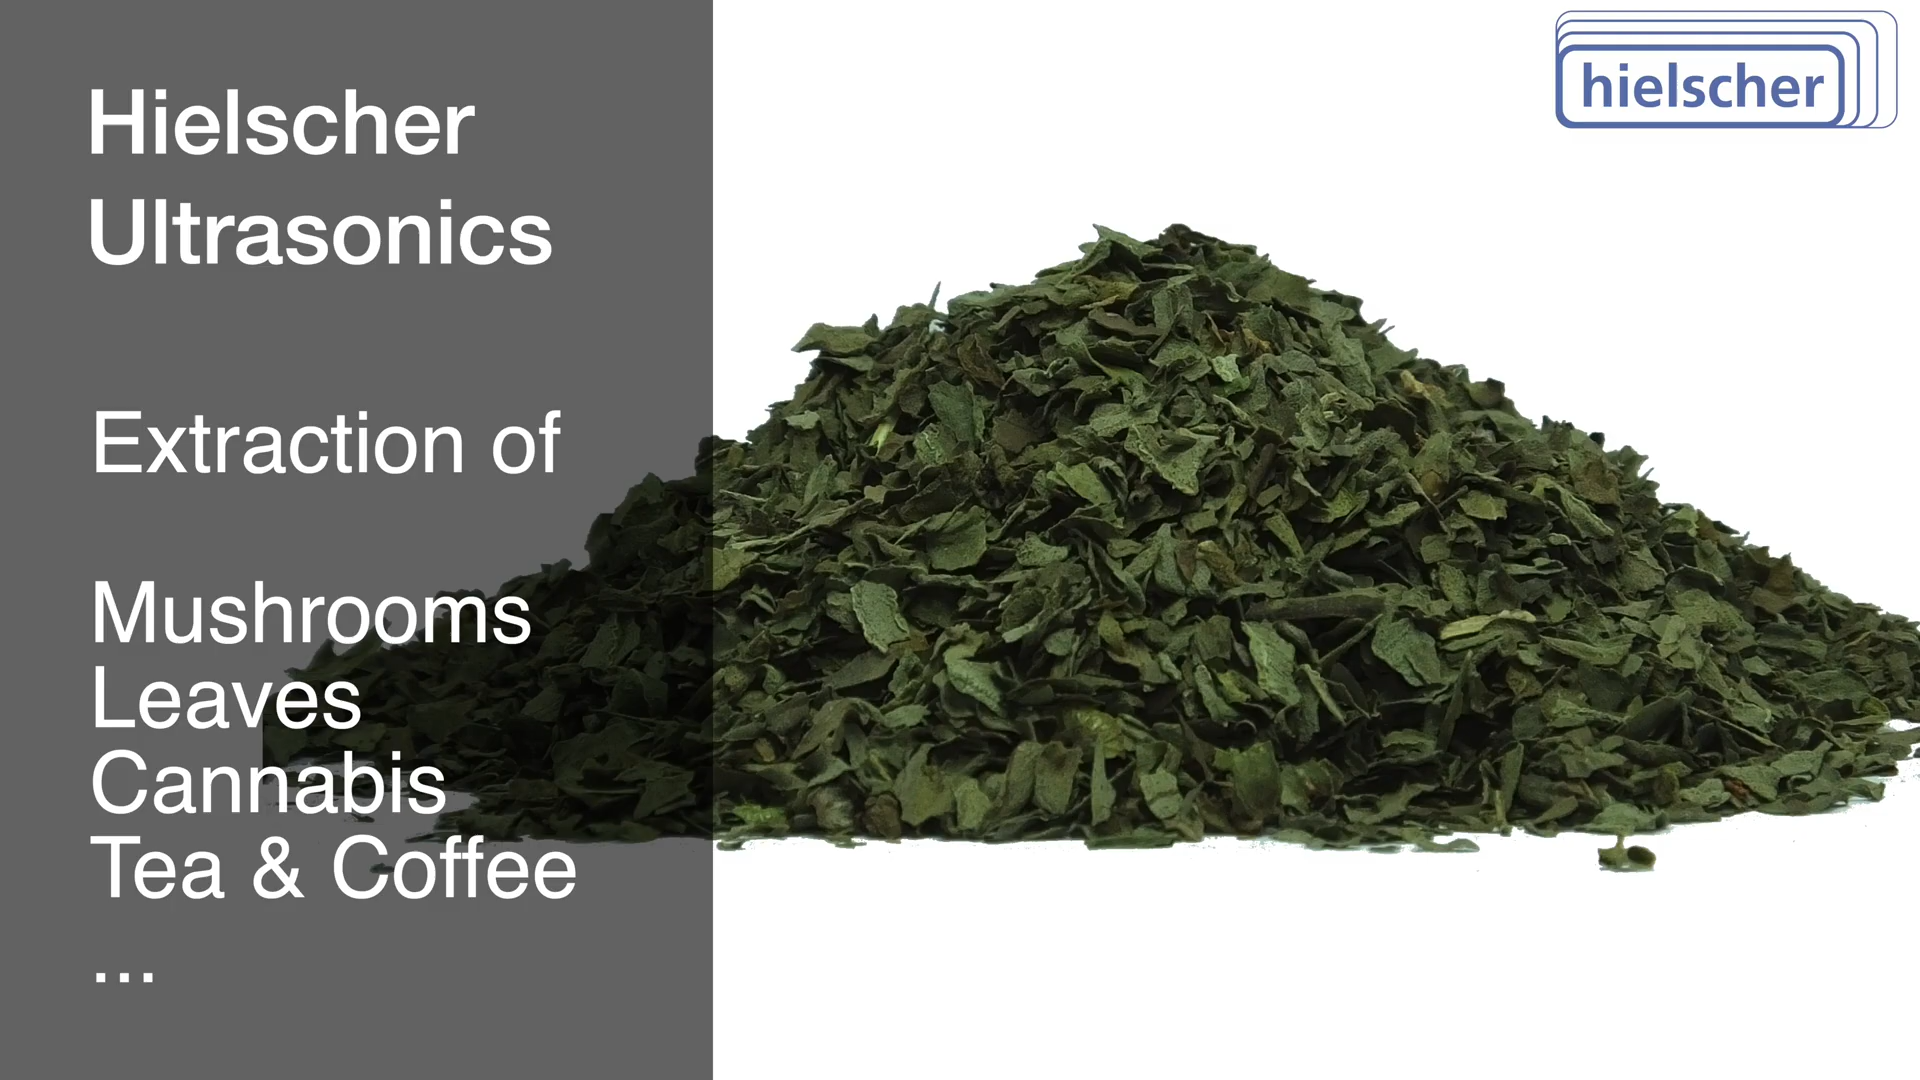 Hielscher
Ultrasonics
Extraction of
Mushrooms
Leaves
Cannabis
Tea & Coffee
...
hielscher